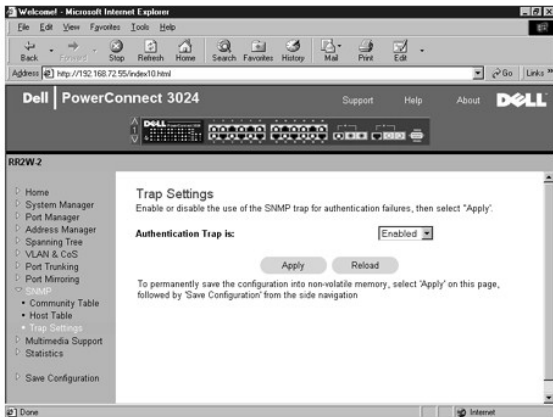 Welcome! - Microsoft Internet Explorer
File Edit View Favorites Tools Help
Back Forward Stop Refresh Home Search Favorites History Mail Print Edit
Address http://192.168.72.55/index10.html Go Links »
Dell PowerConnect 3024 Support Help About DELL
DELL
1
RR2W-2
Home
System Manager
Port Manager
Address Manager
Spanning Tree
VLAN & CoS
Port Trunking
Port Mirroring
SNMP
• Community Table
• Host Table
• Trap Settings
Multimedia Support
Statistics
Save Configuration
Trap Settings
Enable or disable the use of the SNMP trap for authentication failures, then select "Apply'.
Authentication Trap is: Enabled
Apply Reload
To permanently save the configuration into non-volatile memory, select 'Apply' on this page,
followed by 'Save Configuration' from the side navigation
Done Internet